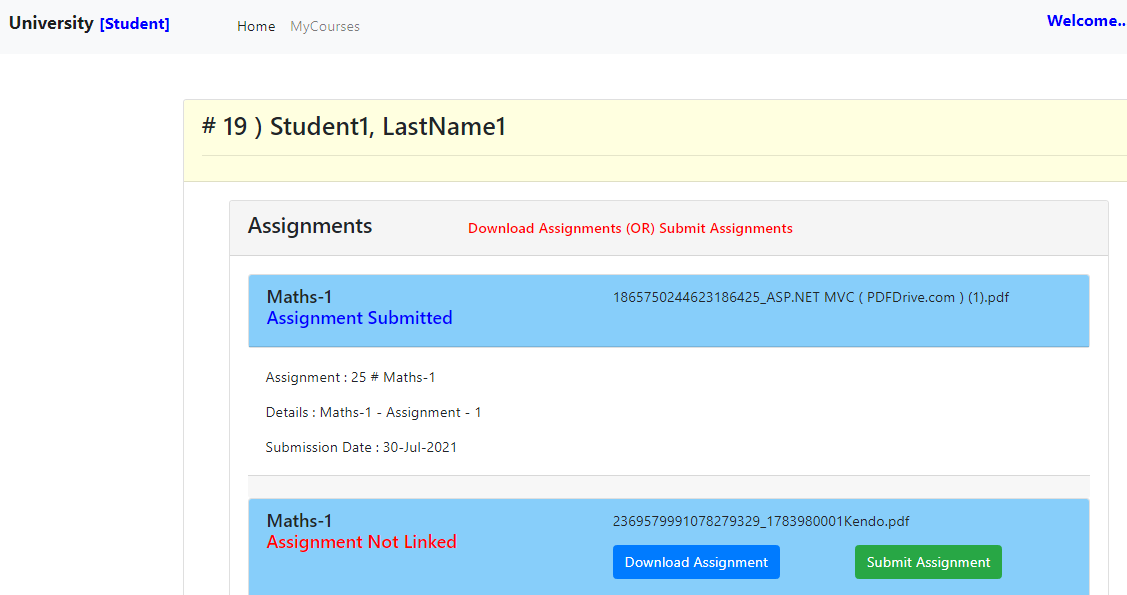 University [Student] Home MyCourses Welcome..
# 19 ) Student1, LastName1
Assignments Download Assignments (OR) Submit Assignments
Maths-1 1865750244623186425_ASP.NET MVC ( PDFDrive.com ) (1).pdf
Assignment Submitted
Assignment : 25 # Maths-1
Details : Maths-1 - Assignment - 1
Submission Date : 30-Jul-2021
Maths-1 2369579991078279329_1783980001Kendo.pdf
Assignment Not Linked
Download Assignment Submit Assignment